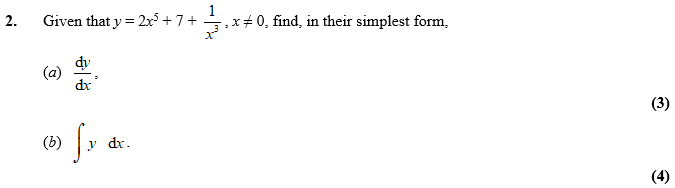 2. Given that y = 2x⁵ + 7 + 1/x³, x ≠ 0, find, in their simplest form,
(a) dy/dx,
(3)
(b) ∫ y dx.
(4)